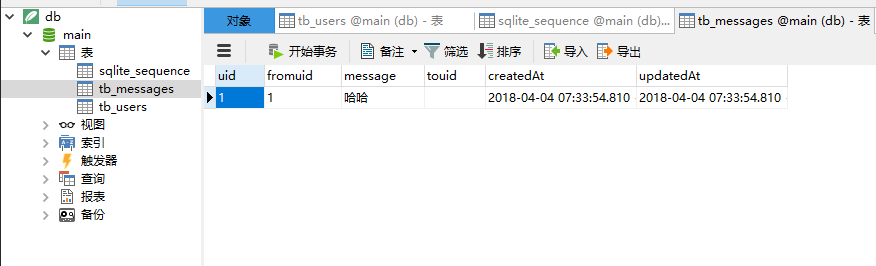 db
main
表
sqlite_sequence
tb_messages
tb_users
视图
索引
触发器
查询
报表
备份
对象
tb_users @main (db) - 表
sqlite_sequence @main (db)...
tb_messages @main (db) - 表
开始事务 备注 筛选 排序 导入 导出
uid fromuid message touid createdAt updatedAt
1 1 哈哈 2018-04-04 07:33:54.810 2018-04-04 07:33:54.810